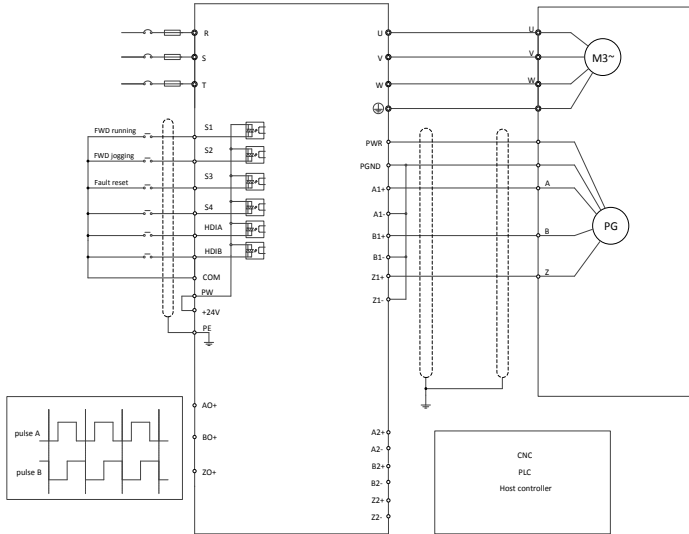 R
S
T
FWD running
S1
FWD jogging
S2
Fault reset
S3
S4
HDIA
HDIB
COM
PW
+24V
PE
AO+
BO+
ZO+
pulse A
pulse B
U
V
W
PWR
PGND
A1+
A1-
B1+
B1-
Z1+
Z1-
A2+
A2-
B2+
B2-
Z2+
Z2-
U
V
W
M3~
A
B
Z
PG
CNC
PLC
Host controller